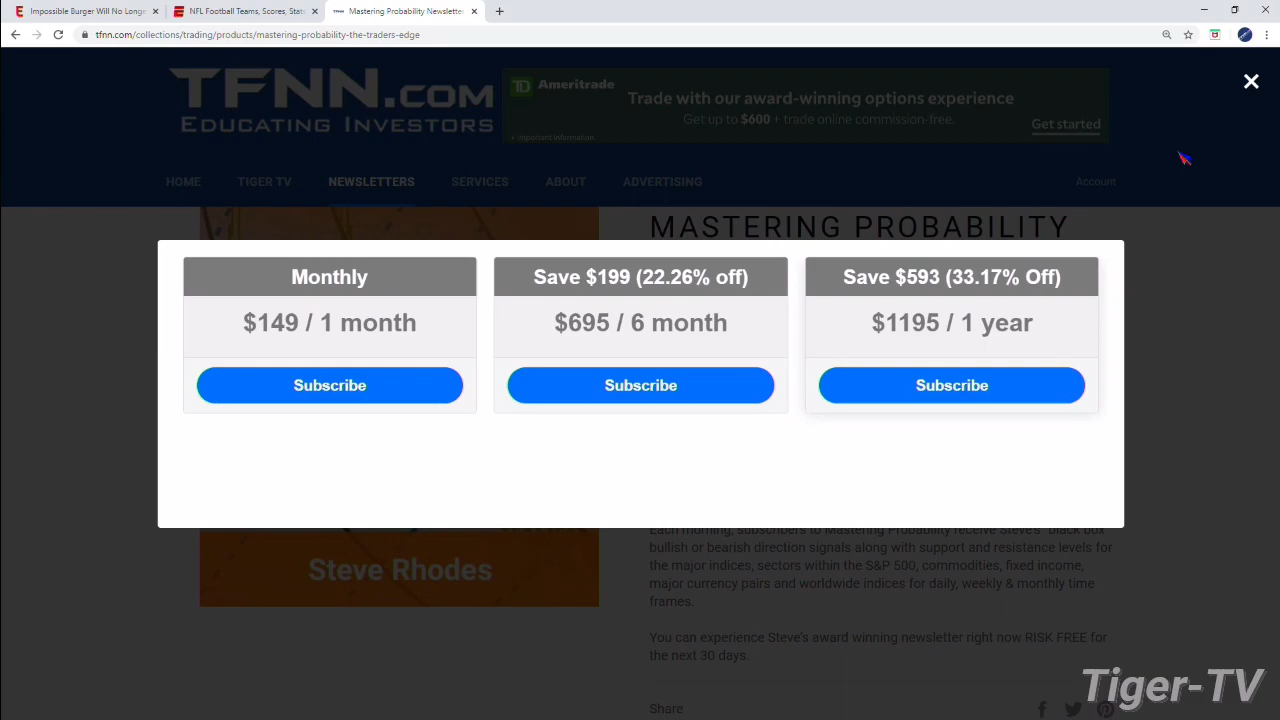 Impossible Burger Will No Longe
NFL Football Teams, Scores, Stats
Mastering Probability Newsletter
tfnn.com/collections/trading/products/mastering-probability-the-traders-edge
TFNN.COM
EDUCATING INVESTORS
TD Ameritrade
Trade with our award-winning options experience
Get up to $600 + trade online commission-free.
+ Important information.
Get started
HOME
TIGER TV
NEWSLETTERS
SERVICES
ABOUT
ADVERTISING
Account
MASTERING PROBABILITY
Monthly
$149 / 1 month
Subscribe
Save $199 (22.26% off)
$695 / 6 month
Subscribe
Save $593 (33.17% Off)
$1195 / 1 year
Subscribe
Steve Rhodes
Each morning, subscribers to Mastering Probability receive Steve's "black box"
bullish or bearish direction signals along with support and resistance levels for
the major indices, sectors within the S&P 500, commodities, fixed income,
major currency pairs and worldwide indices for daily, weekly & monthly time
frames.
You can experience Steve's award winning newsletter right now RISK FREE for
the next 30 days.
Share
Tiger-TV